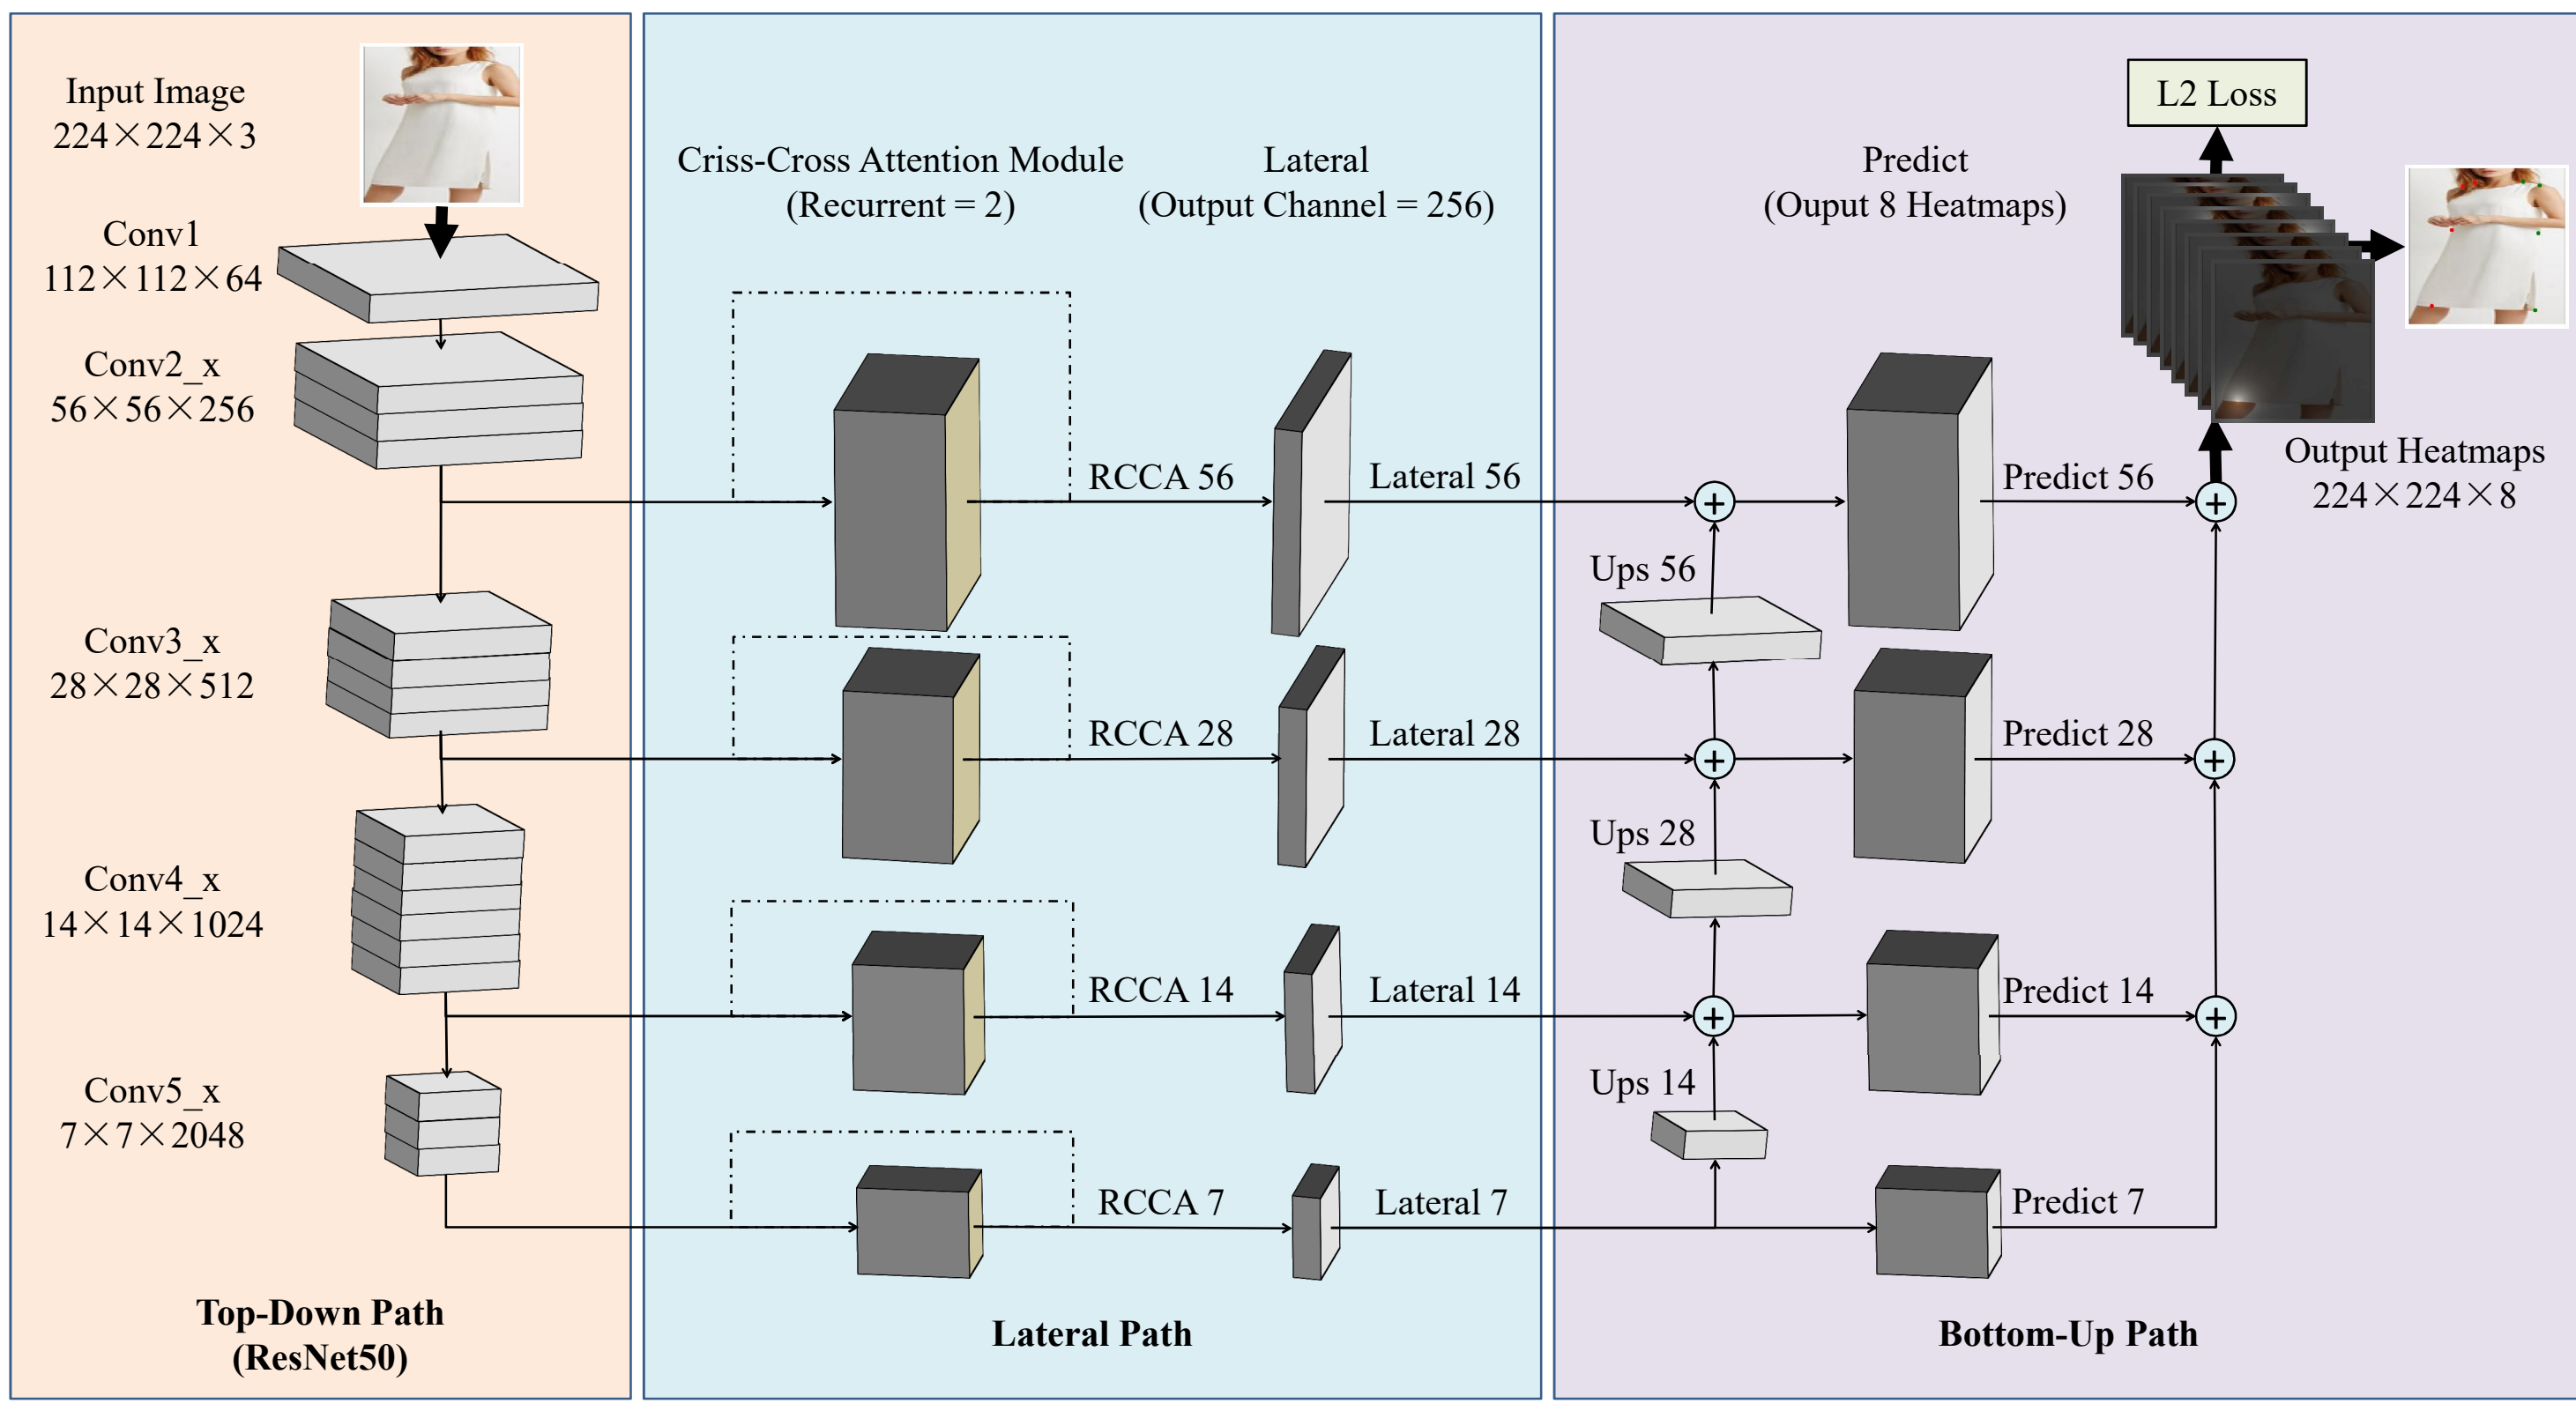 Input Image
224×224×3
Conv1
112×112×64
Conv2_x
56×56×256
Conv3_x
28×28×512
Conv4_x
14×14×1024
Conv5_x
7×7×2048
Top-Down Path
(ResNet50)
Criss-Cross Attention Module
(Recurrent = 2)
Lateral
(Output Channel = 256)
RCCA 56
Lateral 56
RCCA 28
Lateral 28
RCCA 14
Lateral 14
RCCA 7
Lateral 7
Lateral Path
Predict
(Ouput 8 Heatmaps)
L2 Loss
Output Heatmaps
224×224×8
Predict 56
Ups 56
Predict 28
Ups 28
Predict 14
Ups 14
Predict 7
Bottom-Up Path